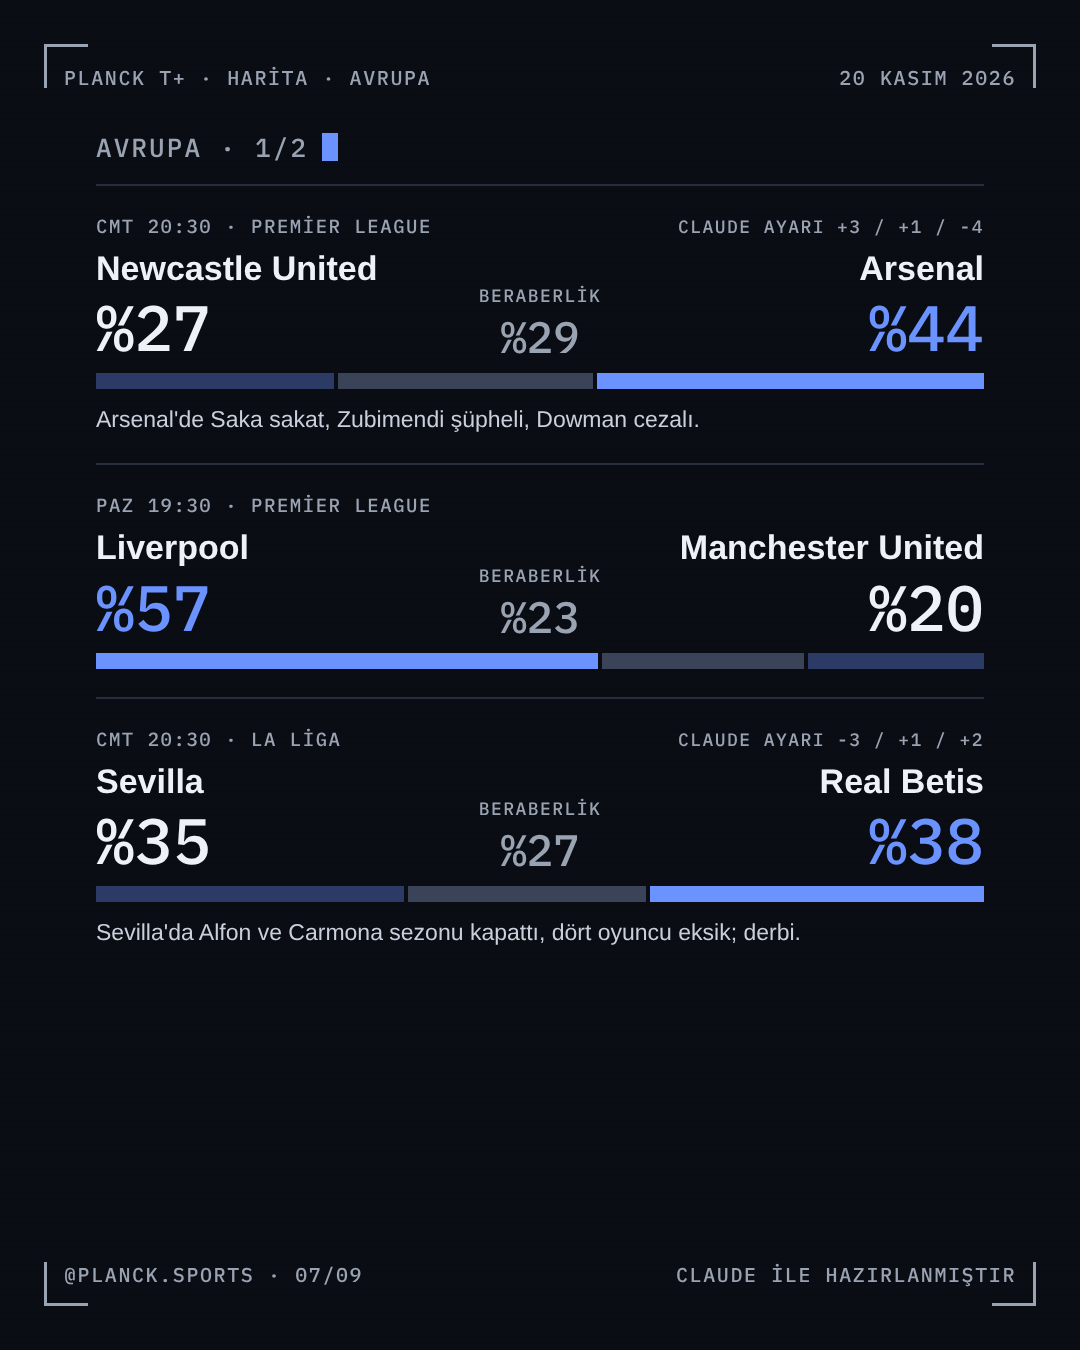 PLANCK T+ · HARİTA · AVRUPA
20 KASIM 2026
AVRUPA · 1/2
CMT 20:30 · PREMİER LEAGUE
CLAUDE AYARI +3 / +1 / -4
Newcastle United
Arsenal
BERABERLİK
%27
%29
%44
Arsenal'de Saka sakat, Zubimendi şüpheli, Dowman cezalı.
PAZ 19:30 · PREMİER LEAGUE
Liverpool
Manchester United
BERABERLİK
%57
%23
%20
CMT 20:30 · LA LİGA
CLAUDE AYARI -3 / +1 / +2
Sevilla
Real Betis
BERABERLİK
%35
%27
%38
Sevilla'da Alfon ve Carmona sezonu kapattı, dört oyuncu eksik; derbi.
@PLANCK.SPORTS · 07/09
CLAUDE İLE HAZIRLANMIŞTIR